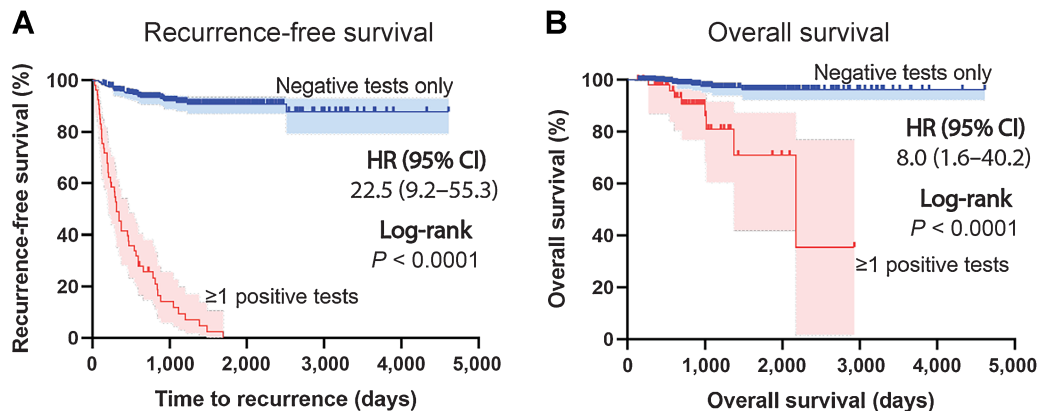 A
Recurrence-free survival
Recurrence-free survival (%)
100
80
60
40
20
0
Negative tests only
HR (95% CI)
22.5 (9.2–55.3)
Log-rank
P < 0.0001
≥1 positive tests
0 1,000 2,000 3,000 4,000 5,000
Time to recurrence (days)
B
Overall survival
Overall survival (%)
100
80
60
40
20
0
Negative tests only
HR (95% CI)
8.0 (1.6–40.2)
Log-rank
P < 0.0001
≥1 positive tests
0 1,000 2,000 3,000 4,000 5,000
Overall survival (days)